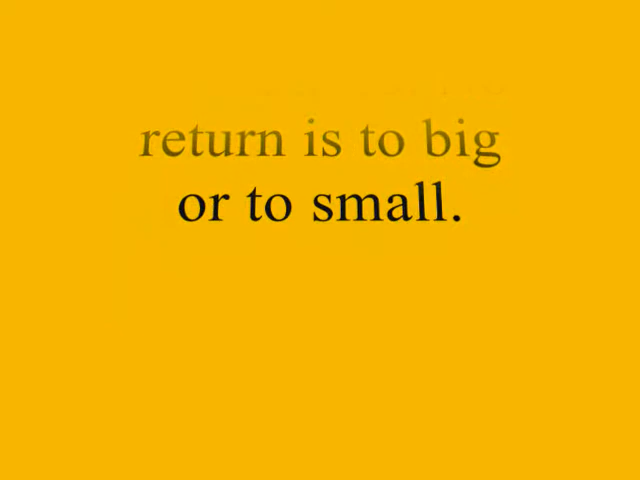 return is to big
or to small.